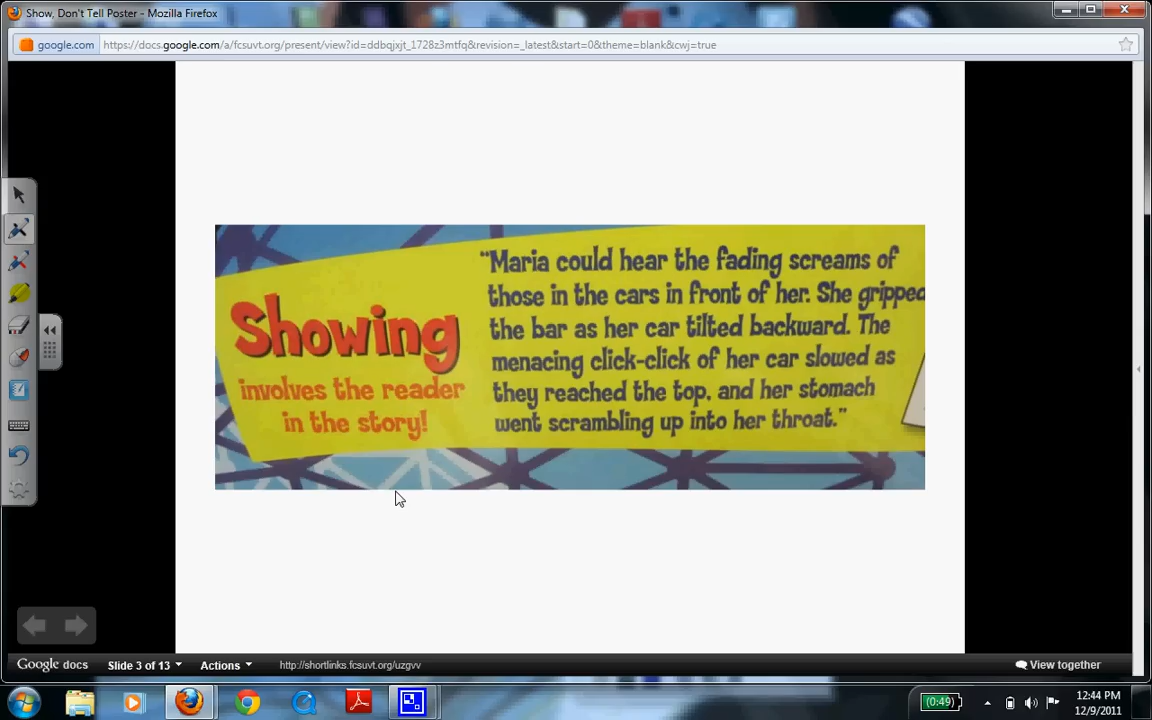 Show, Don't Tell Poster - Mozilla Firefox
google.com
https://docs.google.com/a/fcsuvt.org/present/view?id=ddbqjxjt_1728z3mtfq&revision=_latest&start=0&theme=blank&cwj=true
Showing
involves the reader
in the story!
“Maria could hear the fading screams of
those in the cars in front of her. She gripped
the bar as her car tilted backward. The
menacing click-click of her car slowed as
they reached the top, and her stomach
went scrambling up into her throat.”
Google docs
Slide 3 of 13
Actions
http://shortlinks.fcsuvt.org/uzgvv
View together
(0:49)
12:44 PM
12/9/2011